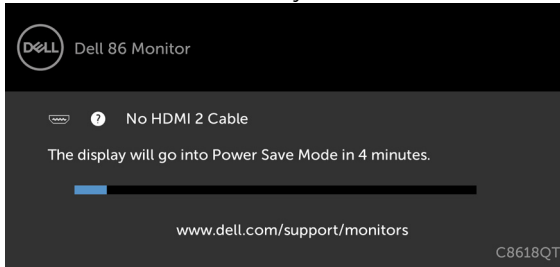 DELL
Dell 86 Monitor
? No HDMI 2 Cable
The display will go into Power Save Mode in 4 minutes.
www.dell.com/support/monitors
C8618QT